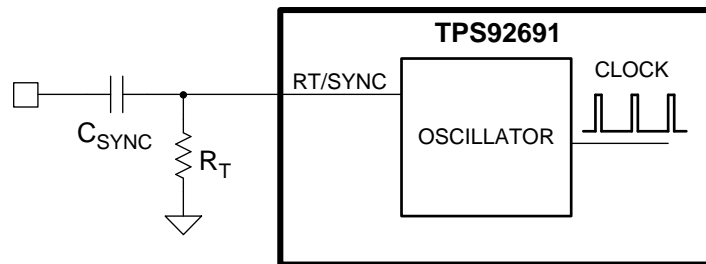 TPS92691
RT/SYNC
CLOCK
C_SYNC
OSCILLATOR
R_T